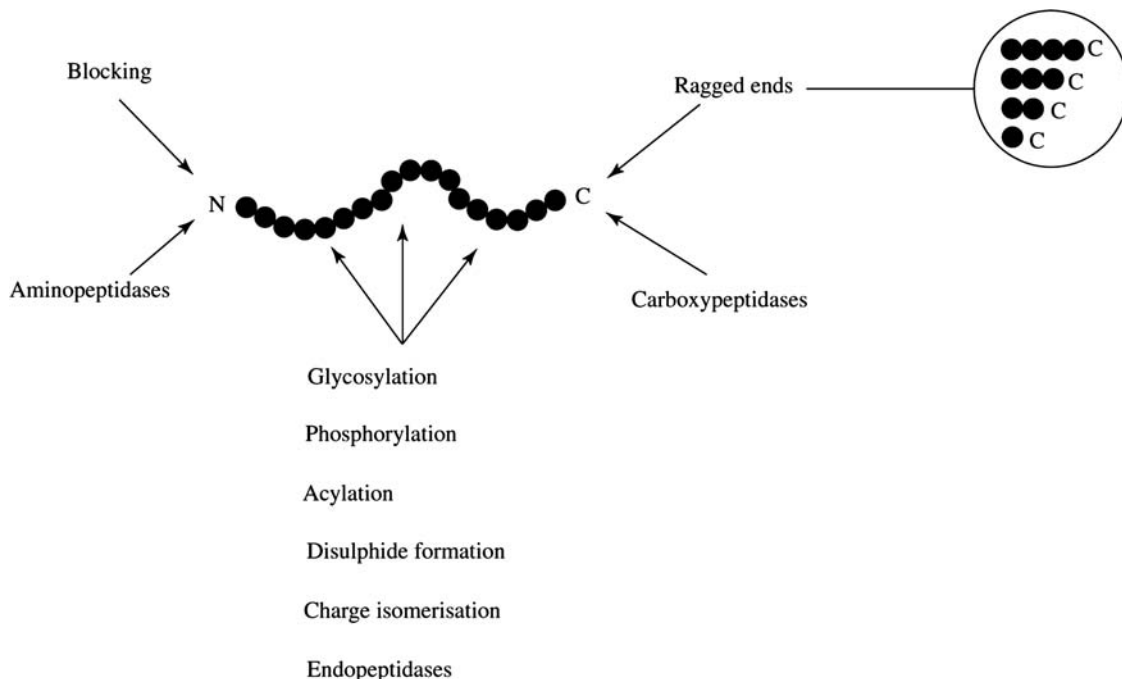 Blocking
Ragged ends
C
C
C
C
N
C
Aminopeptidases
Carboxypeptidases
Glycosylation
Phosphorylation
Acylation
Disulphide formation
Charge isomerisation
Endopeptidases